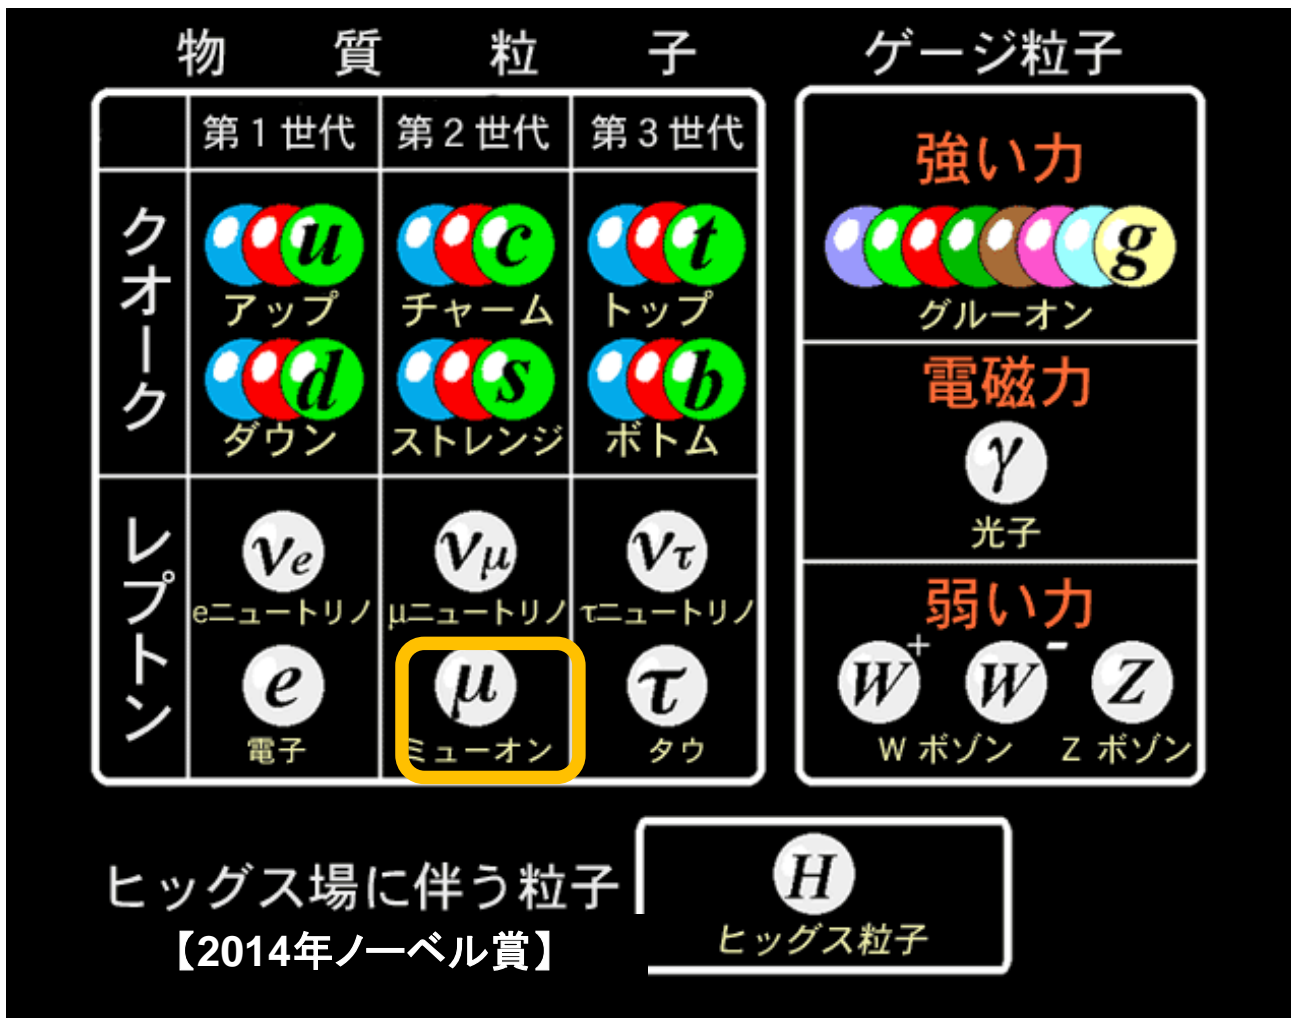 物質粒子
ゲージ粒子
第1世代
第2世代
第3世代
クオーク
u
アップ
c
チャーム
t
トップ
d
ダウン
s
ストレンジ
b
ボトム
レプトン
νe
eニュートリノ
νμ
μニュートリノ
ντ
τニュートリノ
e
電子
μ
ミューオン
τ
タウ
強い力
g
グルーオン
電磁力
γ
光子
弱い力
W+
W-
Z
W ボゾン
Z ボゾン
ヒッグス場に伴う粒子
【2014年ノーベル賞】
H
ヒッグス粒子